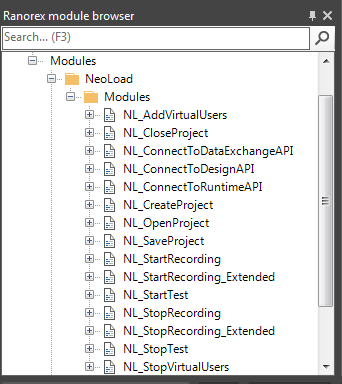 Ranorex module browser
Search... (F3)
Modules
NeoLoad
Modules
NL_AddVirtualUsers
NL_CloseProject
NL_ConnectToDataExchangeAPI
NL_ConnectToDesignAPI
NL_ConnectToRuntimeAPI
NL_CreateProject
NL_OpenProject
NL_SaveProject
NL_StartRecording
NL_StartRecording_Extended
NL_StartTest
NL_StopRecording
NL_StopRecording_Extended
NL_StopTest
NL_StopVirtualUsers